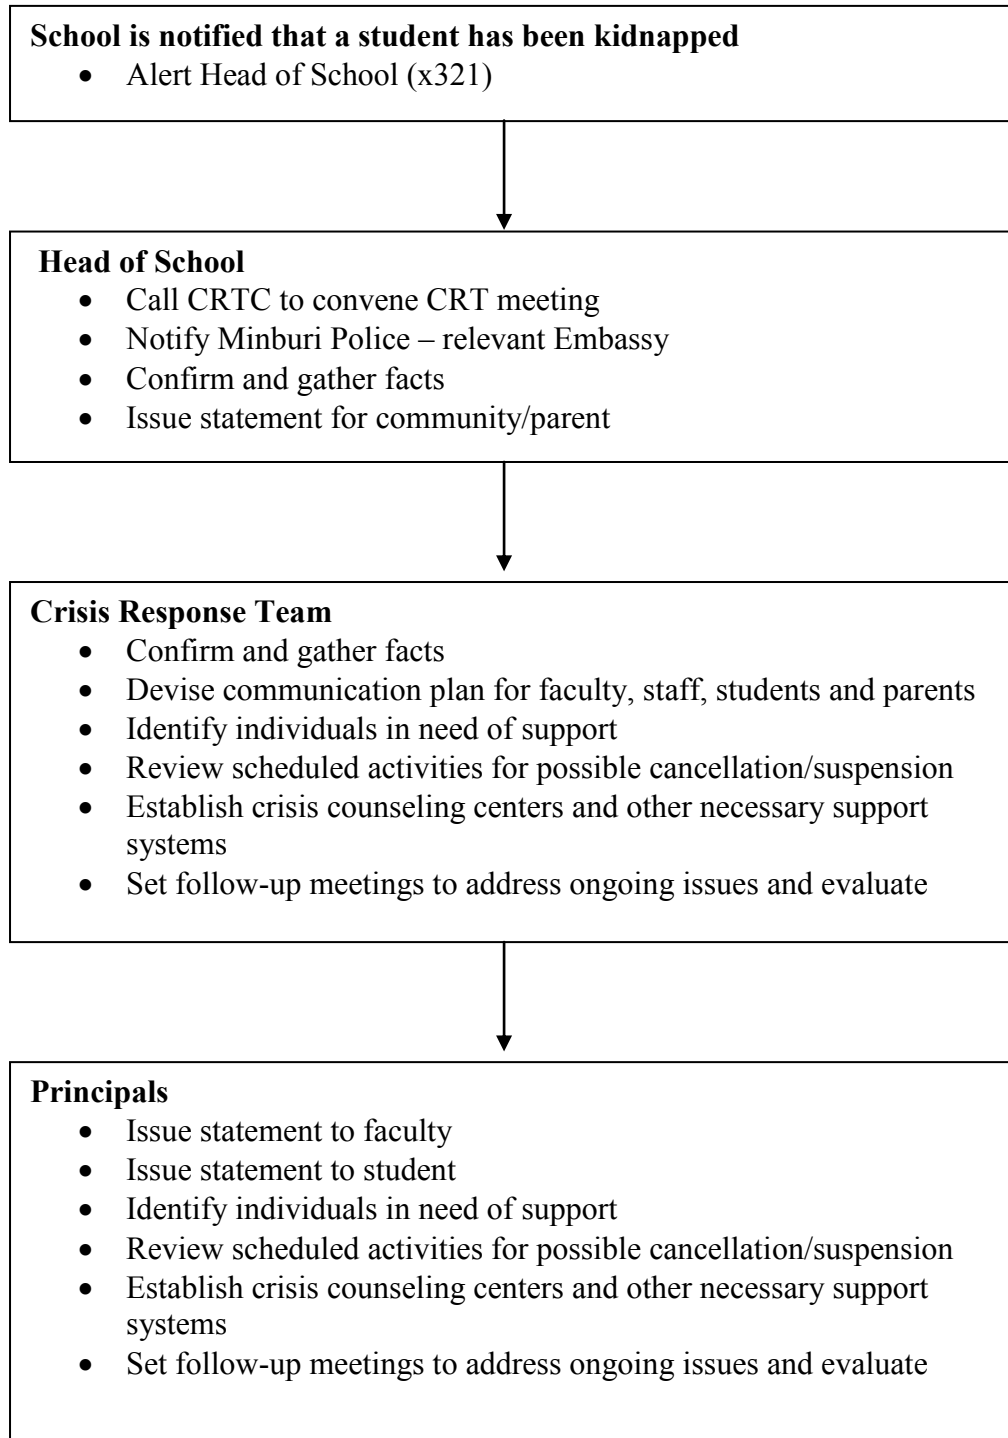 School is notified that a student has been kidnapped
• Alert Head of School (x321)
Head of School
• Call CRTC to convene CRT meeting
• Notify Minburi Police – relevant Embassy
• Confirm and gather facts
• Issue statement for community/parent
Crisis Response Team
• Confirm and gather facts
• Devise communication plan for faculty, staff, students and parents
• Identify individuals in need of support
• Review scheduled activities for possible cancellation/suspension
• Establish crisis counseling centers and other necessary support
systems
• Set follow-up meetings to address ongoing issues and evaluate
Principals
• Issue statement to faculty
• Issue statement to student
• Identify individuals in need of support
• Review scheduled activities for possible cancellation/suspension
• Establish crisis counseling centers and other necessary support
systems
• Set follow-up meetings to address ongoing issues and evaluate